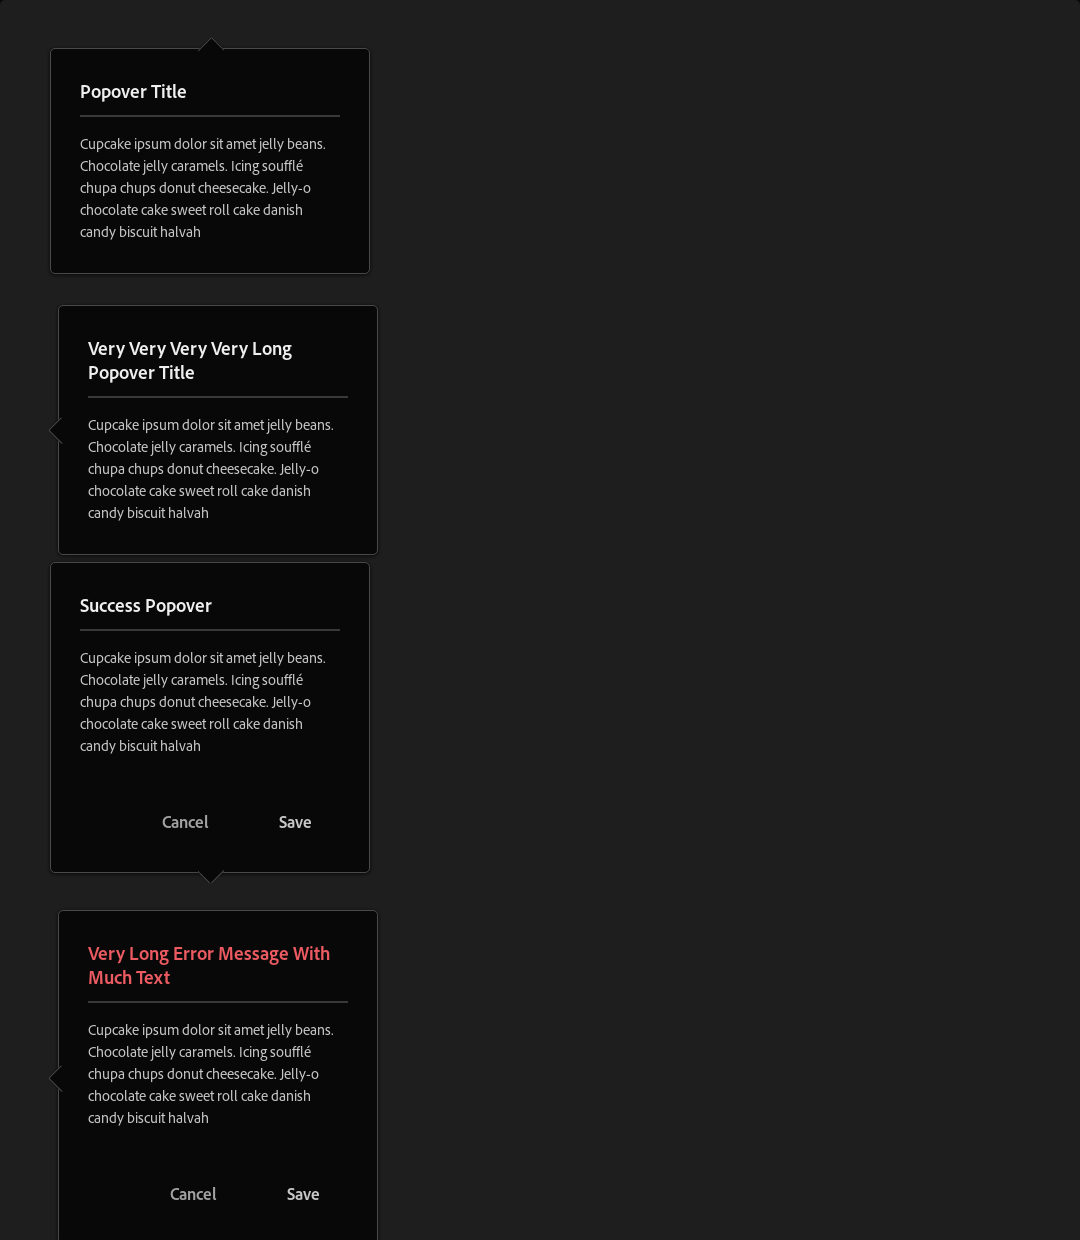 Popover Title
Cupcake ipsum dolor sit amet jelly beans.
Chocolate jelly caramels. Icing soufflé
chupa chups donut cheesecake. Jelly-o
chocolate cake sweet roll cake danish
candy biscuit halvah
Very Very Very Very Long
Popover Title
Cupcake ipsum dolor sit amet jelly beans.
Chocolate jelly caramels. Icing soufflé
chupa chups donut cheesecake. Jelly-o
chocolate cake sweet roll cake danish
candy biscuit halvah
Success Popover
Cupcake ipsum dolor sit amet jelly beans.
Chocolate jelly caramels. Icing soufflé
chupa chups donut cheesecake. Jelly-o
chocolate cake sweet roll cake danish
candy biscuit halvah
Cancel Save
Very Long Error Message With
Much Text
Cupcake ipsum dolor sit amet jelly beans.
Chocolate jelly caramels. Icing soufflé
chupa chups donut cheesecake. Jelly-o
chocolate cake sweet roll cake danish
candy biscuit halvah
Cancel Save